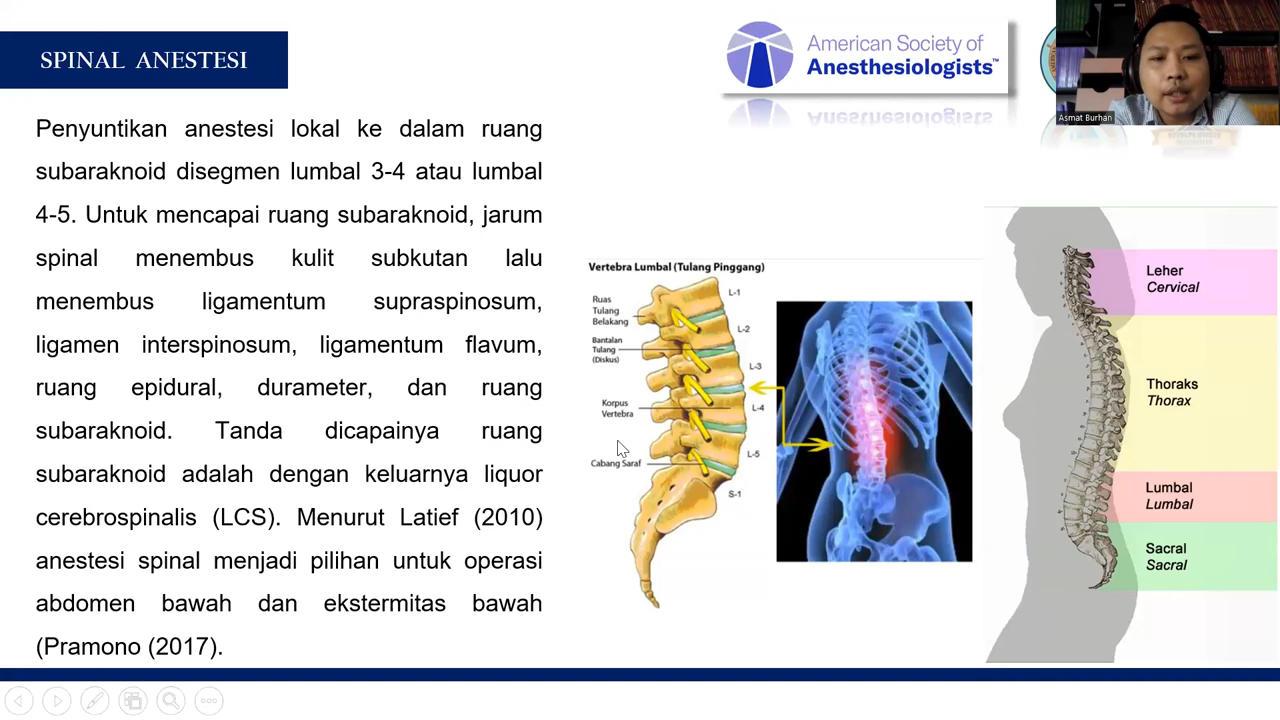 SPINAL ANESTESI
American Society of
Anesthesiologists™
Asmat Burhan
Penyuntikan anestesi lokal ke dalam ruang
subaraknoid disegmen lumbal 3-4 atau lumbal
4-5. Untuk mencapai ruang subaraknoid, jarum
spinal menembus kulit subkutan lalu
menembus ligamentum supraspinosum,
ligamen interspinosum, ligamentum flavum,
ruang epidural, durameter, dan ruang
subaraknoid. Tanda dicapainya ruang
subaraknoid adalah dengan keluarnya liquor
cerebrospinalis (LCS). Menurut Latief (2010)
anestesi spinal menjadi pilihan untuk operasi
abdomen bawah dan ekstermitas bawah
(Pramono (2017).
Vertebra Lumbal (Tulang Pinggang)
Ruas
Tulang
Belakang
Bantalan
Tulang
(Diskus)
Korpus
Vertebra
Cabang Saraf
L-1
L-2
L-3
L-4
L-5
S-1
Leher
Cervical
Thoraks
Thorax
Lumbal
Lumbal
Sacral
Sacral